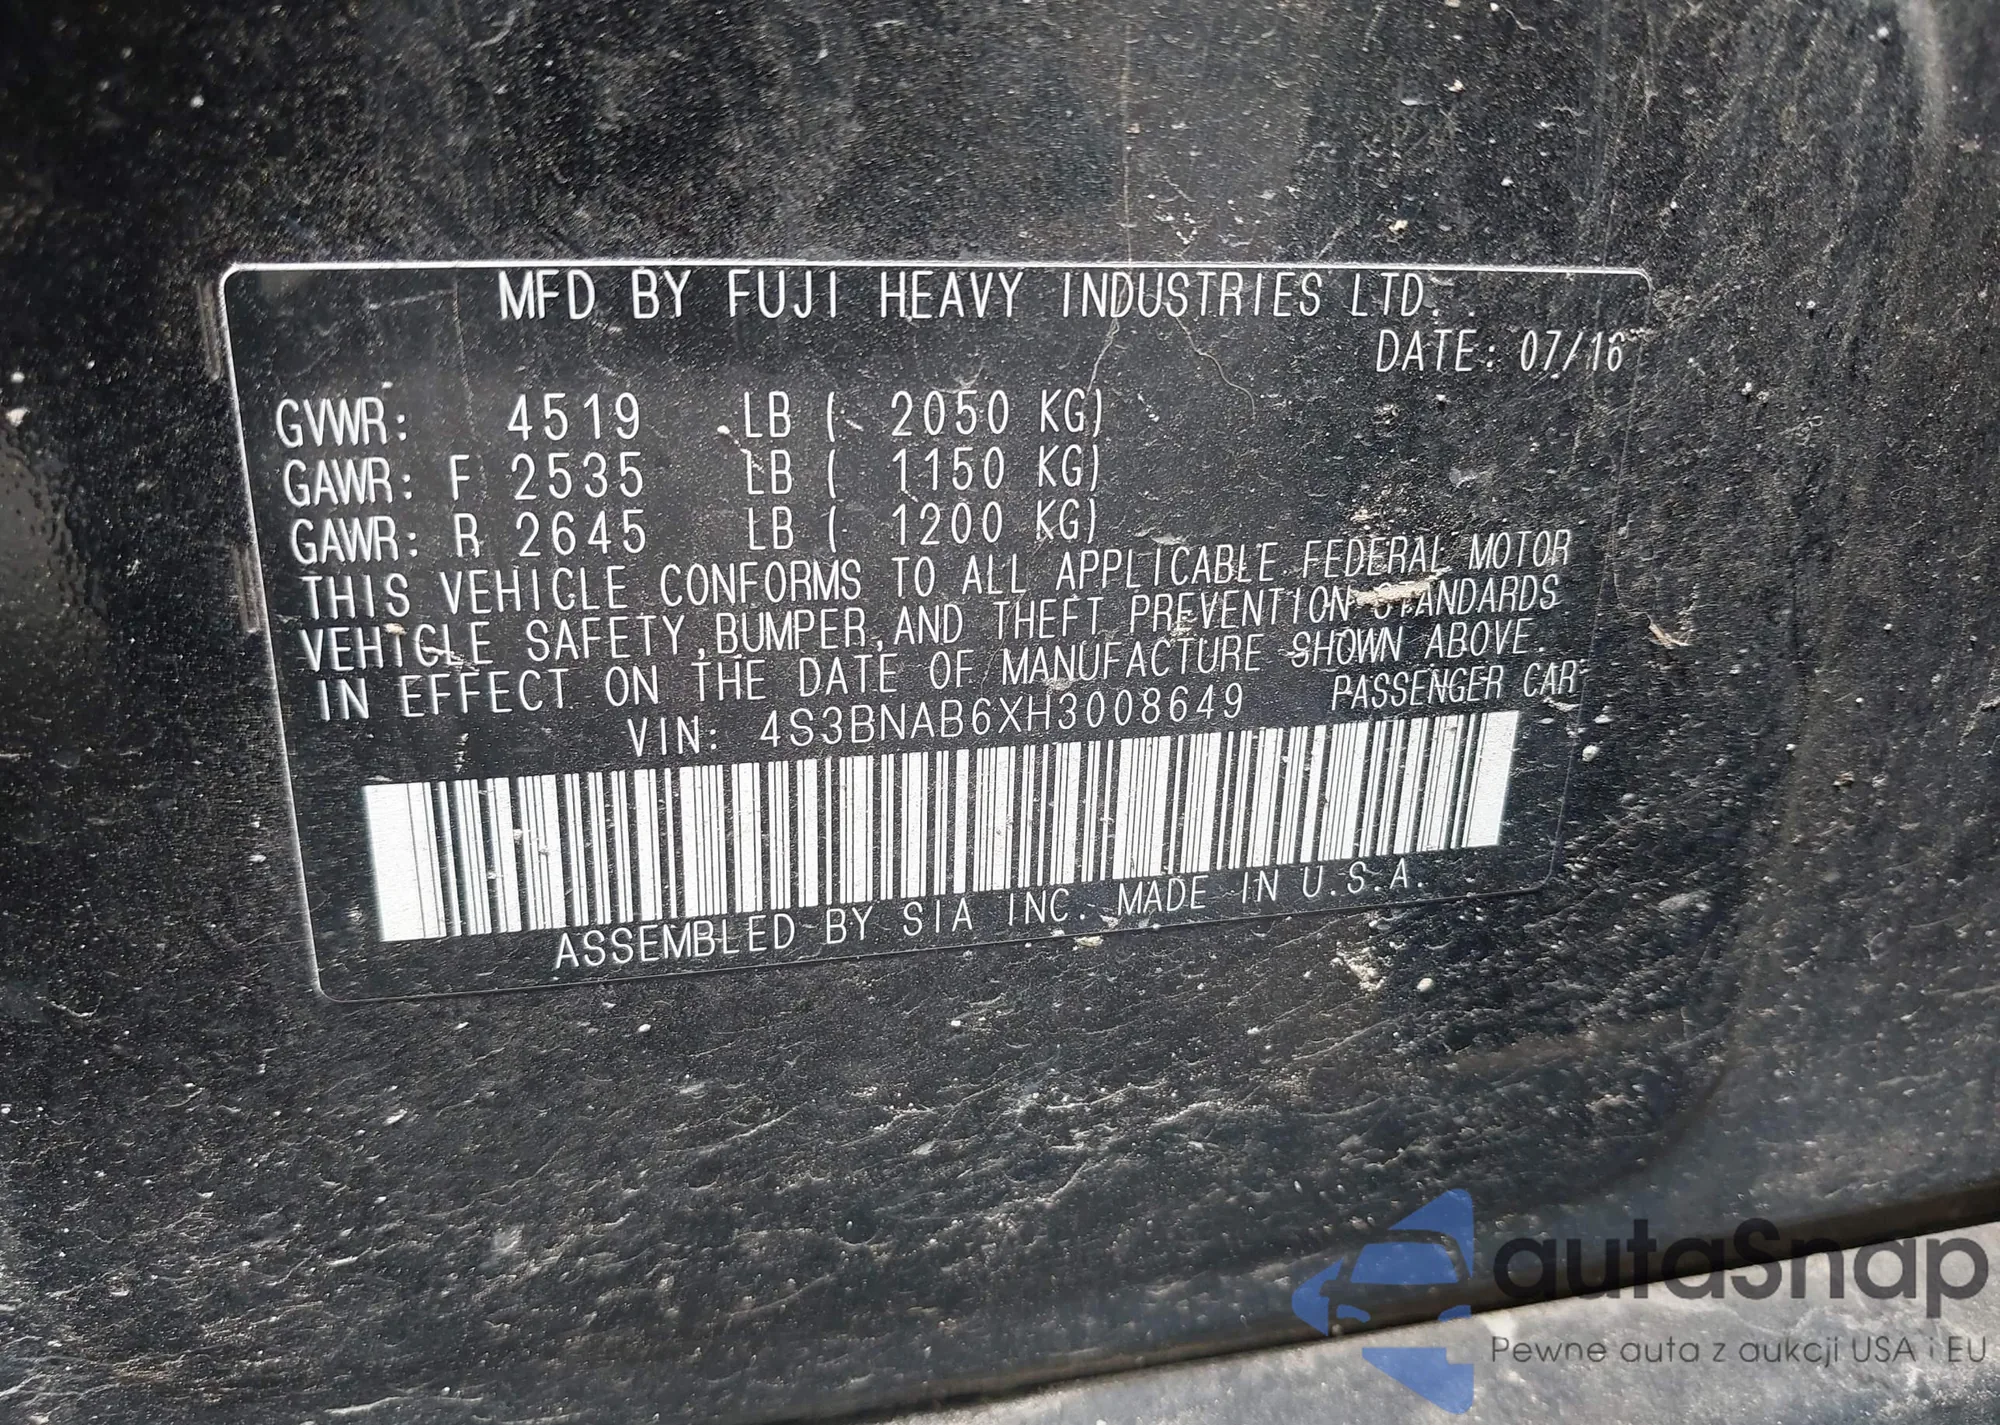 MFD BY FUJI HEAVY INDUSTRIES LTD.
DATE: 07/16
GVWR: 4519 LB ( 2050 KG)
GAWR: F 2535 LB ( 1150 KG)
GAWR: R 2645 LB ( 1200 KG)
THIS VEHICLE CONFORMS TO ALL APPLICABLE FEDERAL MOTOR
VEHICLE SAFETY,BUMPER,AND THEFT PREVENTION STANDARDS
IN EFFECT ON THE DATE OF MANUFACTURE SHOWN ABOVE.
VIN: 4S3BNAB6XH3008649 PASSENGER CAR
ASSEMBLED BY SIA INC. MADE IN U.S.A.
autaSnap
Pewne auta z aukcji USA i EU